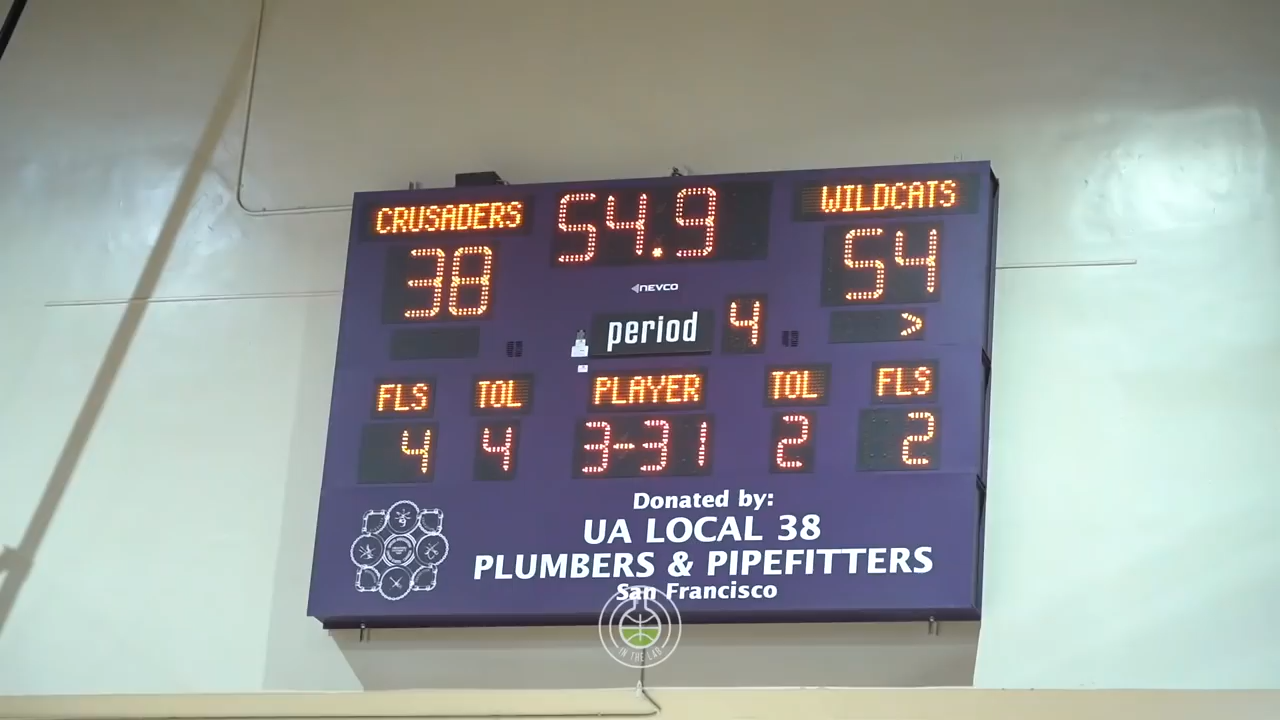 CRUSADERS 54.9 WILDCATS
38 54
NEVCO
period 4 >
FLS TOL PLAYER TOL FLS
4 4 3-31 2 2
Donated by:
UA LOCAL 38
PLUMBERS & PIPEFITTERS
San Francisco
IN THE LAB